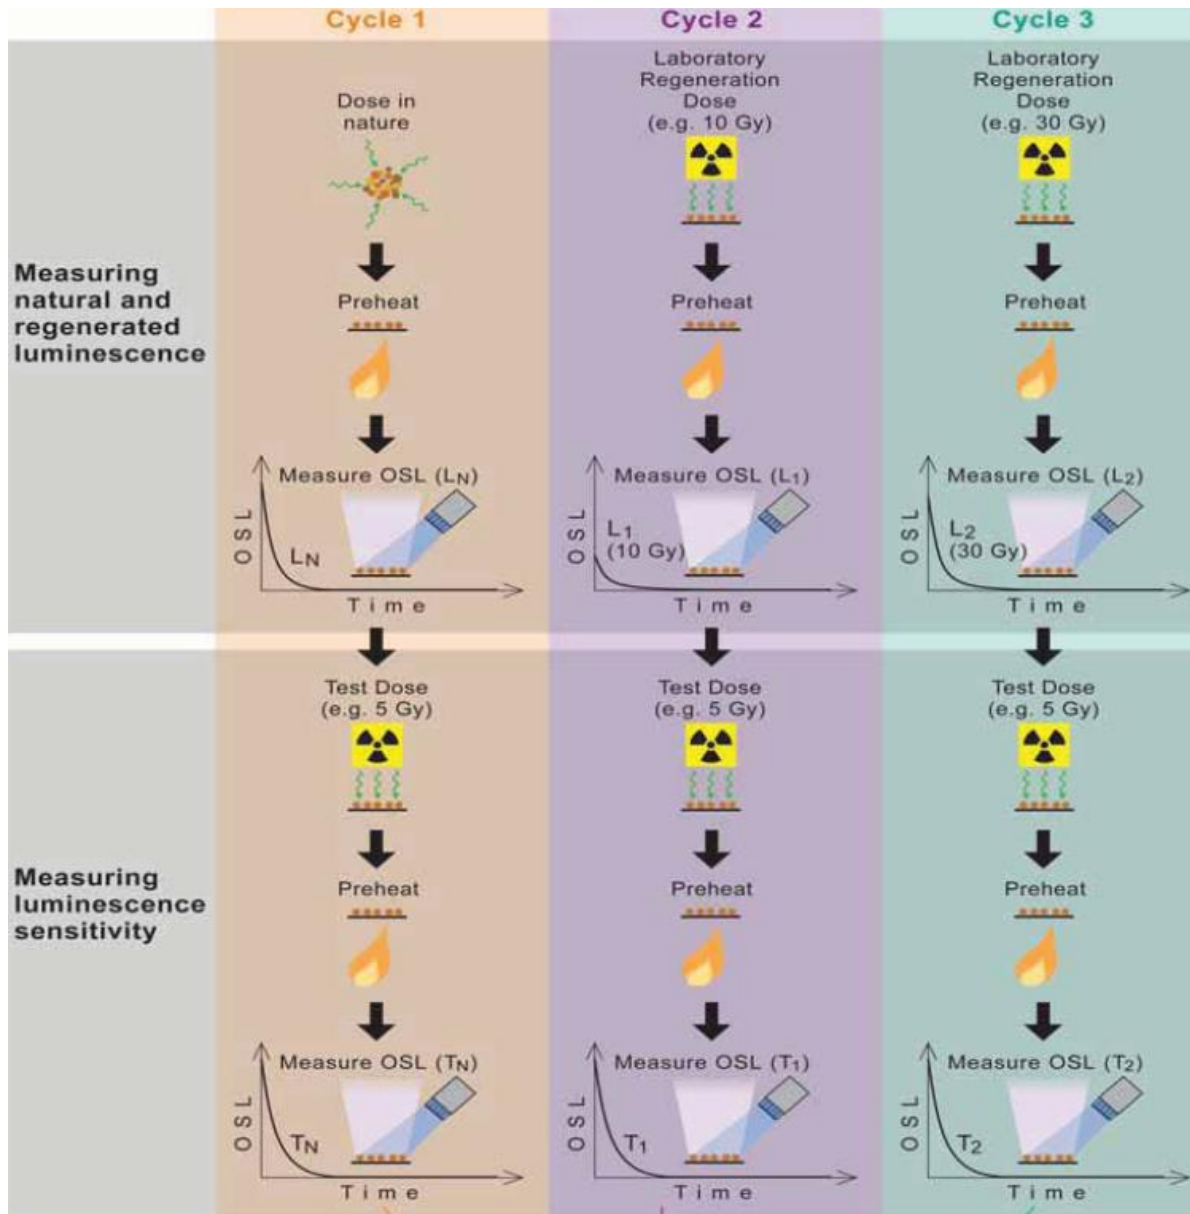 Cycle 1
Cycle 2
Cycle 3
Measuring
natural and
regenerated
luminescence
Dose in
nature
Preheat
Measure OSL (LN)
OSL
LN
Time
Laboratory
Regeneration
Dose
(e.g. 10 Gy)
Preheat
Measure OSL (L1)
OSL
L1
(10 Gy)
Time
Laboratory
Regeneration
Dose
(e.g. 30 Gy)
Preheat
Measure OSL (L2)
OSL
L2
(30 Gy)
Time
Measuring
luminescence
sensitivity
Test Dose
(e.g. 5 Gy)
Preheat
Measure OSL (TN)
OSL
TN
Time
Test Dose
(e.g. 5 Gy)
Preheat
Measure OSL (T1)
OSL
T1
Time
Test Dose
(e.g. 5 Gy)
Preheat
Measure OSL (T2)
OSL
T2
Time